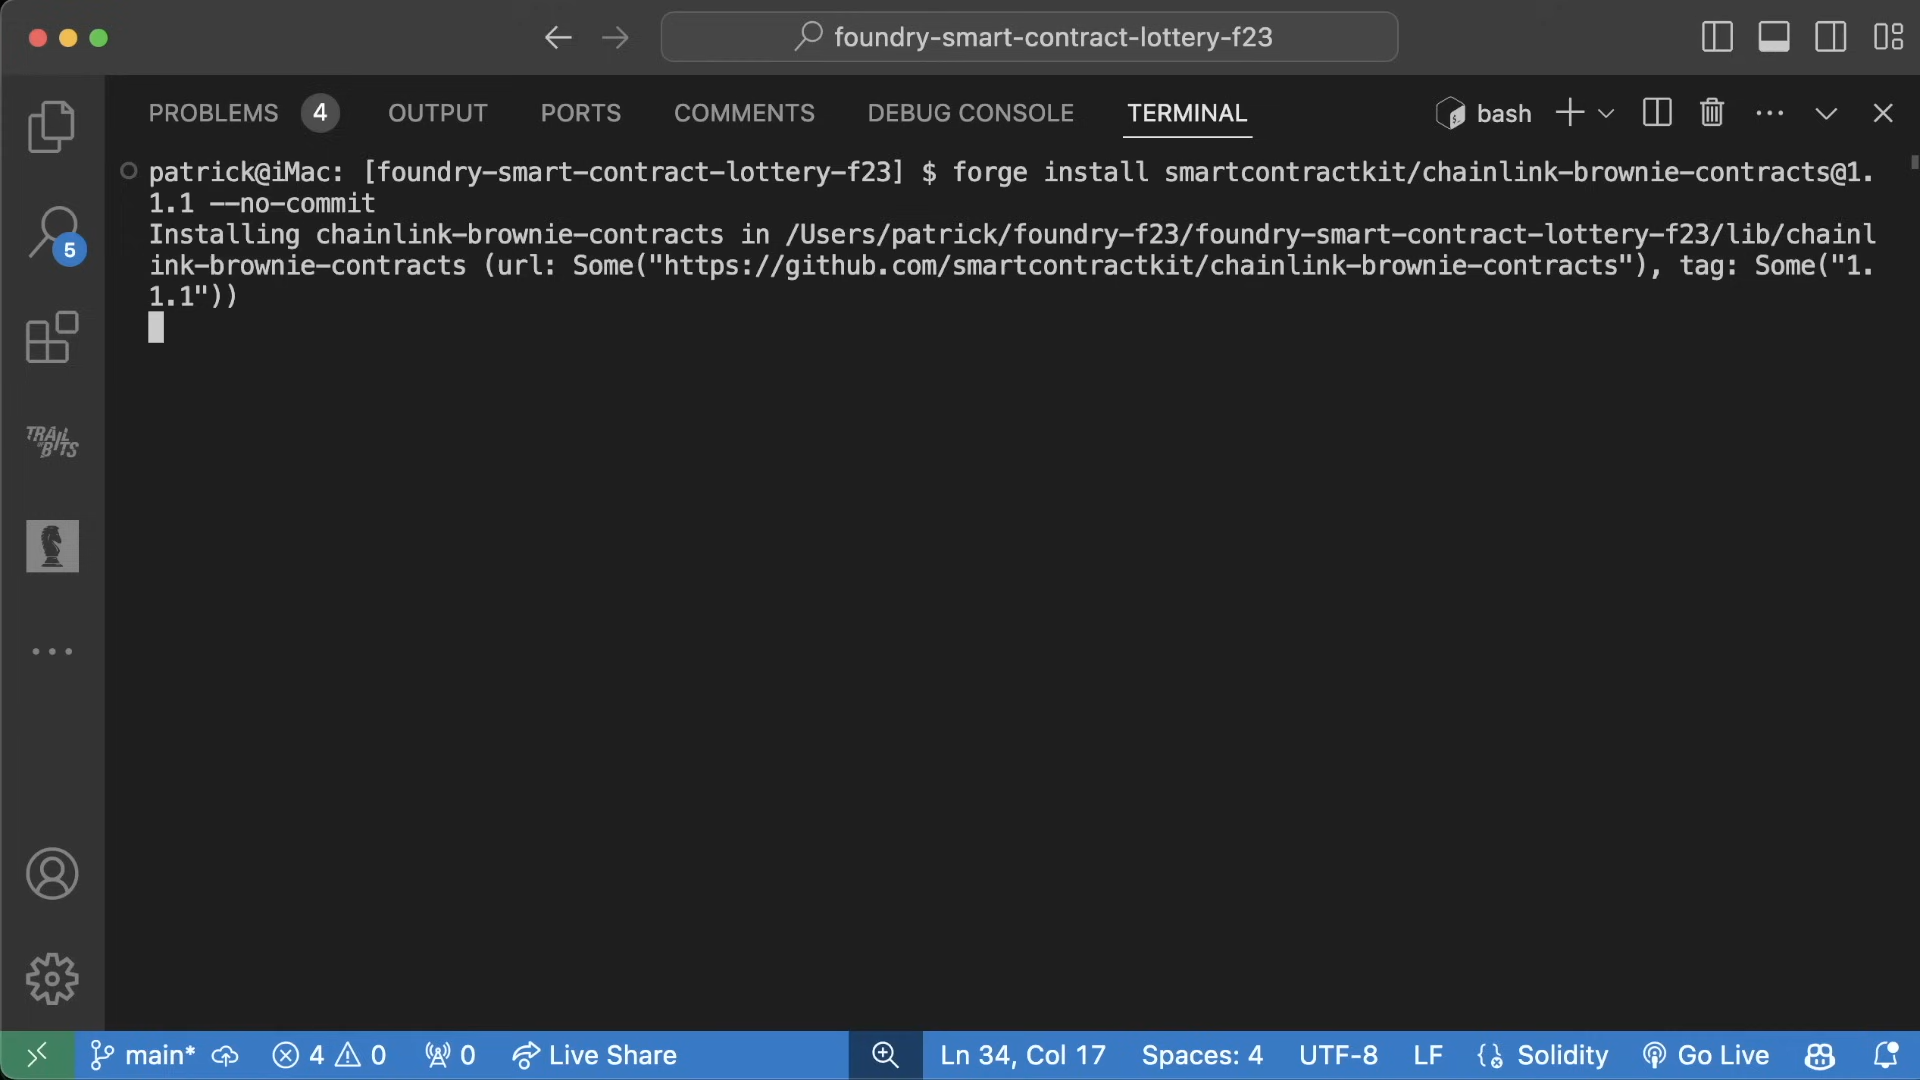 foundry-smart-contract-lottery-f23
PROBLEMS 4 OUTPUT PORTS COMMENTS DEBUG CONSOLE TERMINAL bash
patrick@iMac: [foundry-smart-contract-lottery-f23] $ forge install smartcontractkit/chainlink-brownie-contracts@1.
1.1 --no-commit
Installing chainlink-brownie-contracts in /Users/patrick/foundry-f23/foundry-smart-contract-lottery-f23/lib/chainl
ink-brownie-contracts (url: Some("https://github.com/smartcontractkit/chainlink-brownie-contracts"), tag: Some("1.
1.1"))
5
TRAIL
OF BITS
main* 4 0 0 Live Share Ln 34, Col 17 Spaces: 4 UTF-8 LF Solidity Go Live